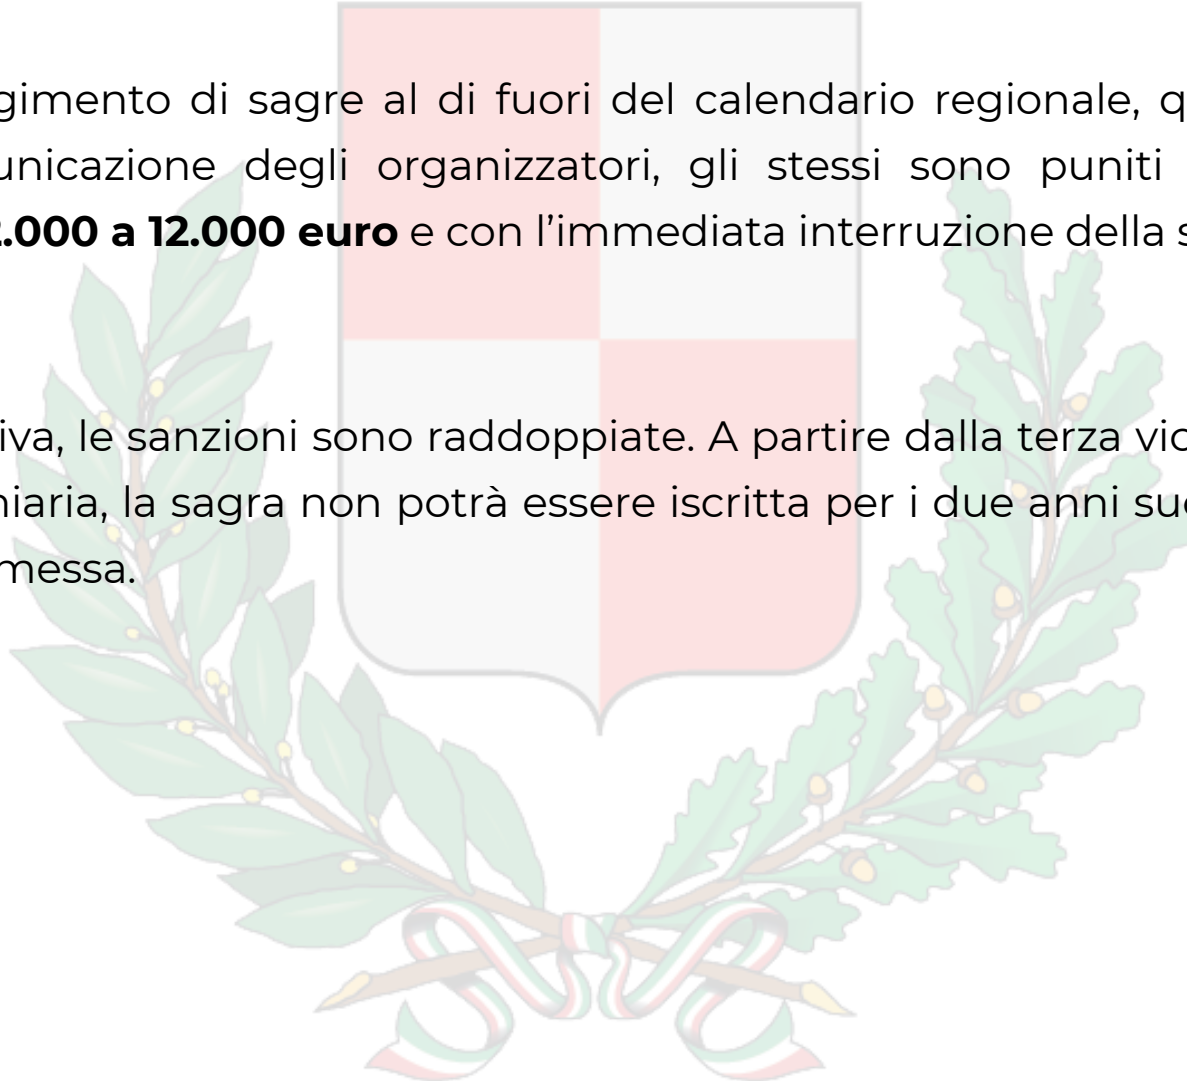 gimento di sagre al di fuori del calendario regionale, q
unicazione degli organizzatori, gli stessi sono puniti
2.000 a 12.000 euro e con l’immediata interruzione della s
iva, le sanzioni sono raddoppiate. A partire dalla terza vio
niaria, la sagra non potrà essere iscritta per i due anni suc
messa.